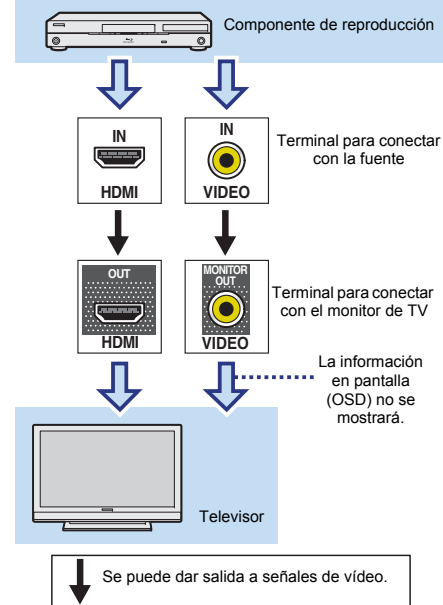 Componente de reproducción
IN
HDMI
IN
VIDEO
Terminal para conectar
con la fuente
OUT
HDMI
MONITOR
OUT
VIDEO
Terminal para conectar
con el monitor de TV
La información
en pantalla
(OSD) no se
mostrará.
Televisor
Se puede dar salida a señales de vídeo.